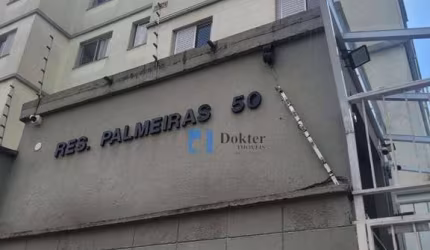 RES. PALMEIRAS 50
Dokter
IMÓVEIS